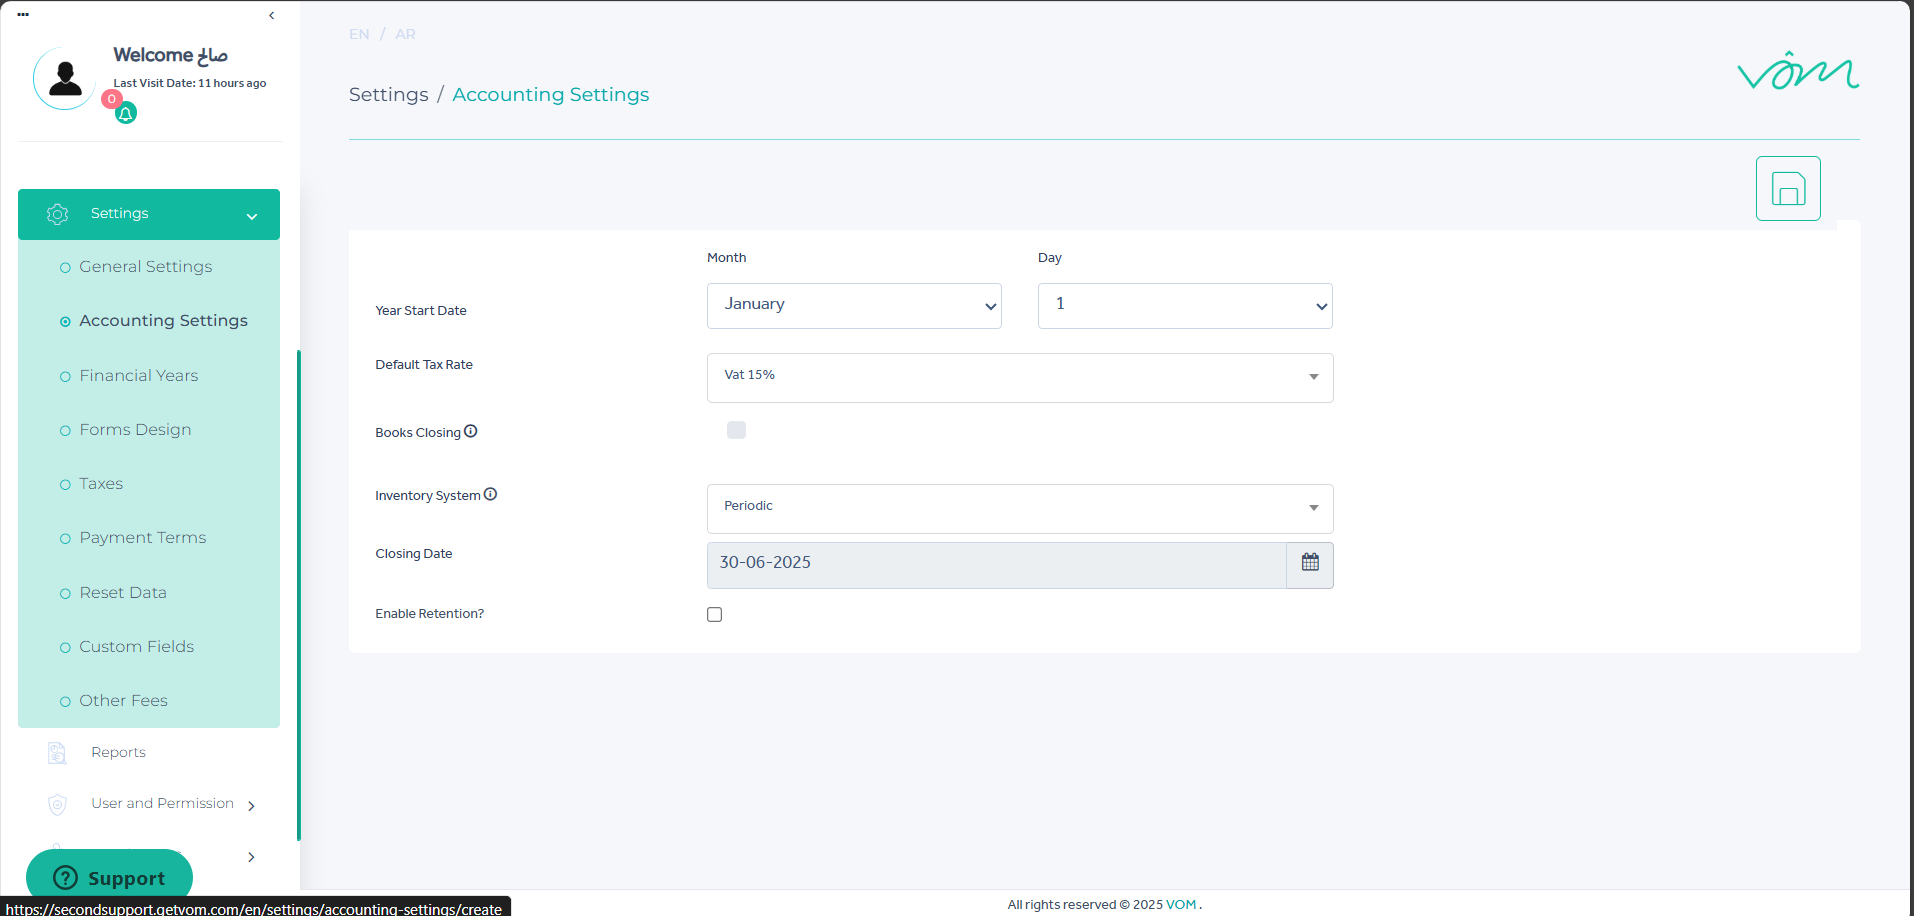 Welcome صالح
Last Visit Date: 11 hours ago
0
Settings
General Settings
Accounting Settings
Financial Years
Forms Design
Taxes
Payment Terms
Reset Data
Custom Fields
Other Fees
Reports
User and Permission
Support
https://secondsupport.getvom.com/en/settings/accounting-settings/create
EN / AR
Settings / Accounting Settings
vôm
Month Day
Year Start Date January 1
Default Tax Rate Vat 15%
Books Closing
Inventory System Periodic
Closing Date 30-06-2025
Enable Retention?
All rights reserved © 2025 VOM .